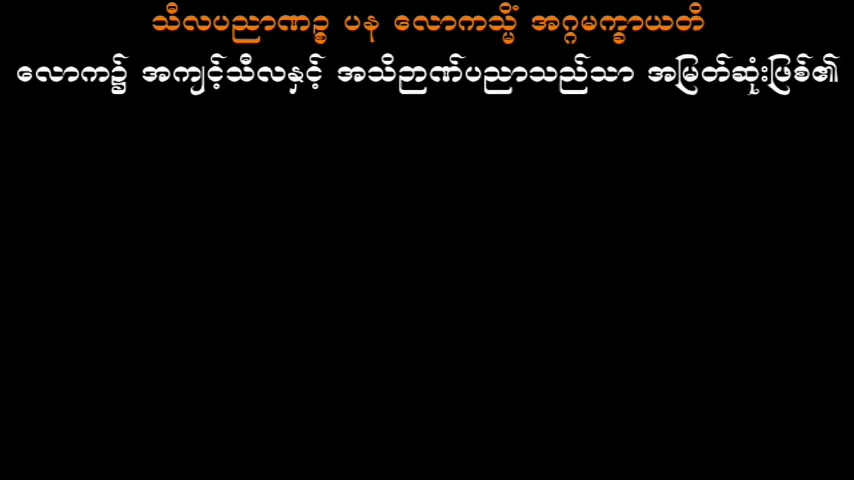 သီလပညာဏဉ္စ ပန လောကသ္မိံ အဂ္ဂမက္ခာယတိ
လောက၌ အကျင့်သီလနှင့် အသိဉာဏ်ပညာသည်သာ အမြတ်ဆုံးဖြစ်၏